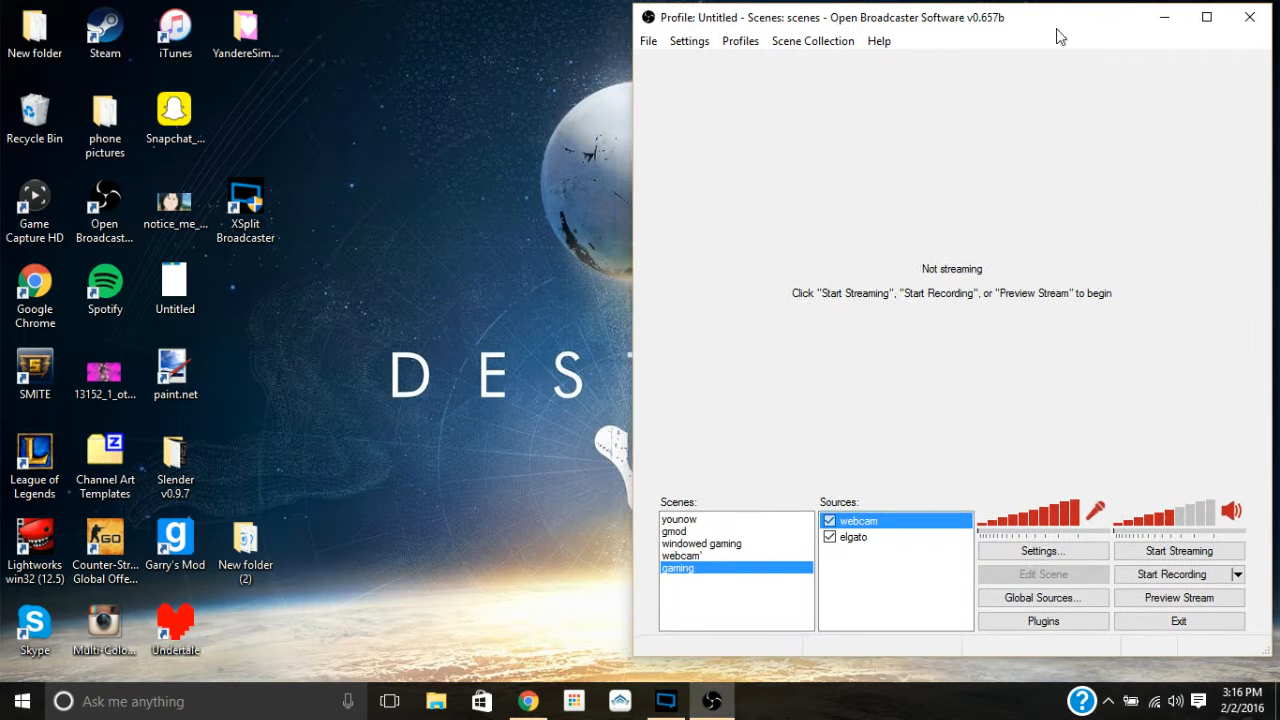 New folder
Steam
iTunes
YandereSim...
Recycle Bin
phone
pictures
Snapchat_...
Game
Capture HD
Open
Broadcast...
notice_me_...
XSplit
Broadcaster
Google
Chrome
Spotify
Untitled
SMITE
13152_1_ot...
paint.net
League of
Legends
Channel Art
Templates
Slender
v0.9.7
Lightworks
win32 (12.5)
Counter-Str...
Global Offe...
Garry's Mod
New folder
(2)
Skype
Multi-Colo...
Undertale
D E S
Profile: Untitled - Scenes: scenes - Open Broadcaster Software v0.657b
File Settings Profiles Scene Collection Help
Not streaming
Click "Start Streaming", "Start Recording", or "Preview Stream" to begin
Scenes:
younow
gmod
windowed gaming
webcam'
gaming
Sources:
webcam
elgato
Settings...
Start Streaming
Edit Scene
Start Recording
Global Sources...
Preview Stream
Plugins
Exit
Ask me anything
3:16 PM
2/2/2016